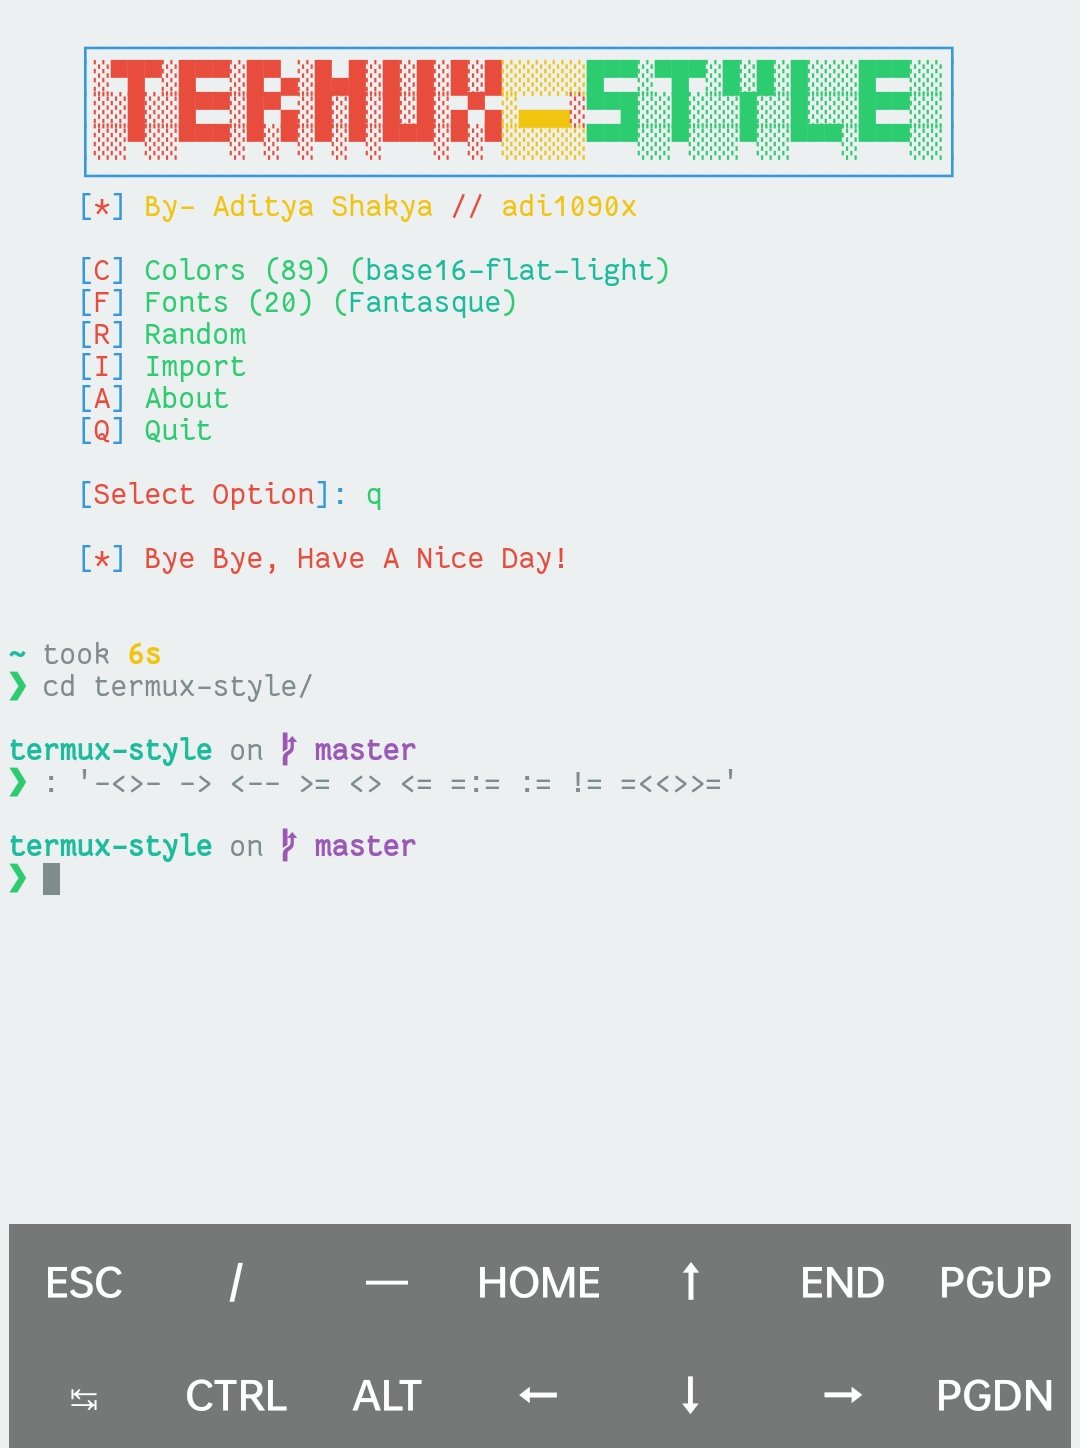 TERMUX-STYLE
[*] By- Aditya Shakya // adi1090x
[C] Colors (89) (base16-flat-light)
[F] Fonts (20) (Fantasque)
[R] Random
[I] Import
[A] About
[Q] Quit
[Select Option]: q
[*] Bye Bye, Have A Nice Day!
~ took 6s
❯ cd termux-style/
termux-style on  master
❯ : '-<>- -> <-- >= <> <= =:= := != =<<>>='
termux-style on  master
❯
ESC / — HOME ↑ END PGUP
↹ CTRL ALT ← ↓ → PGDN